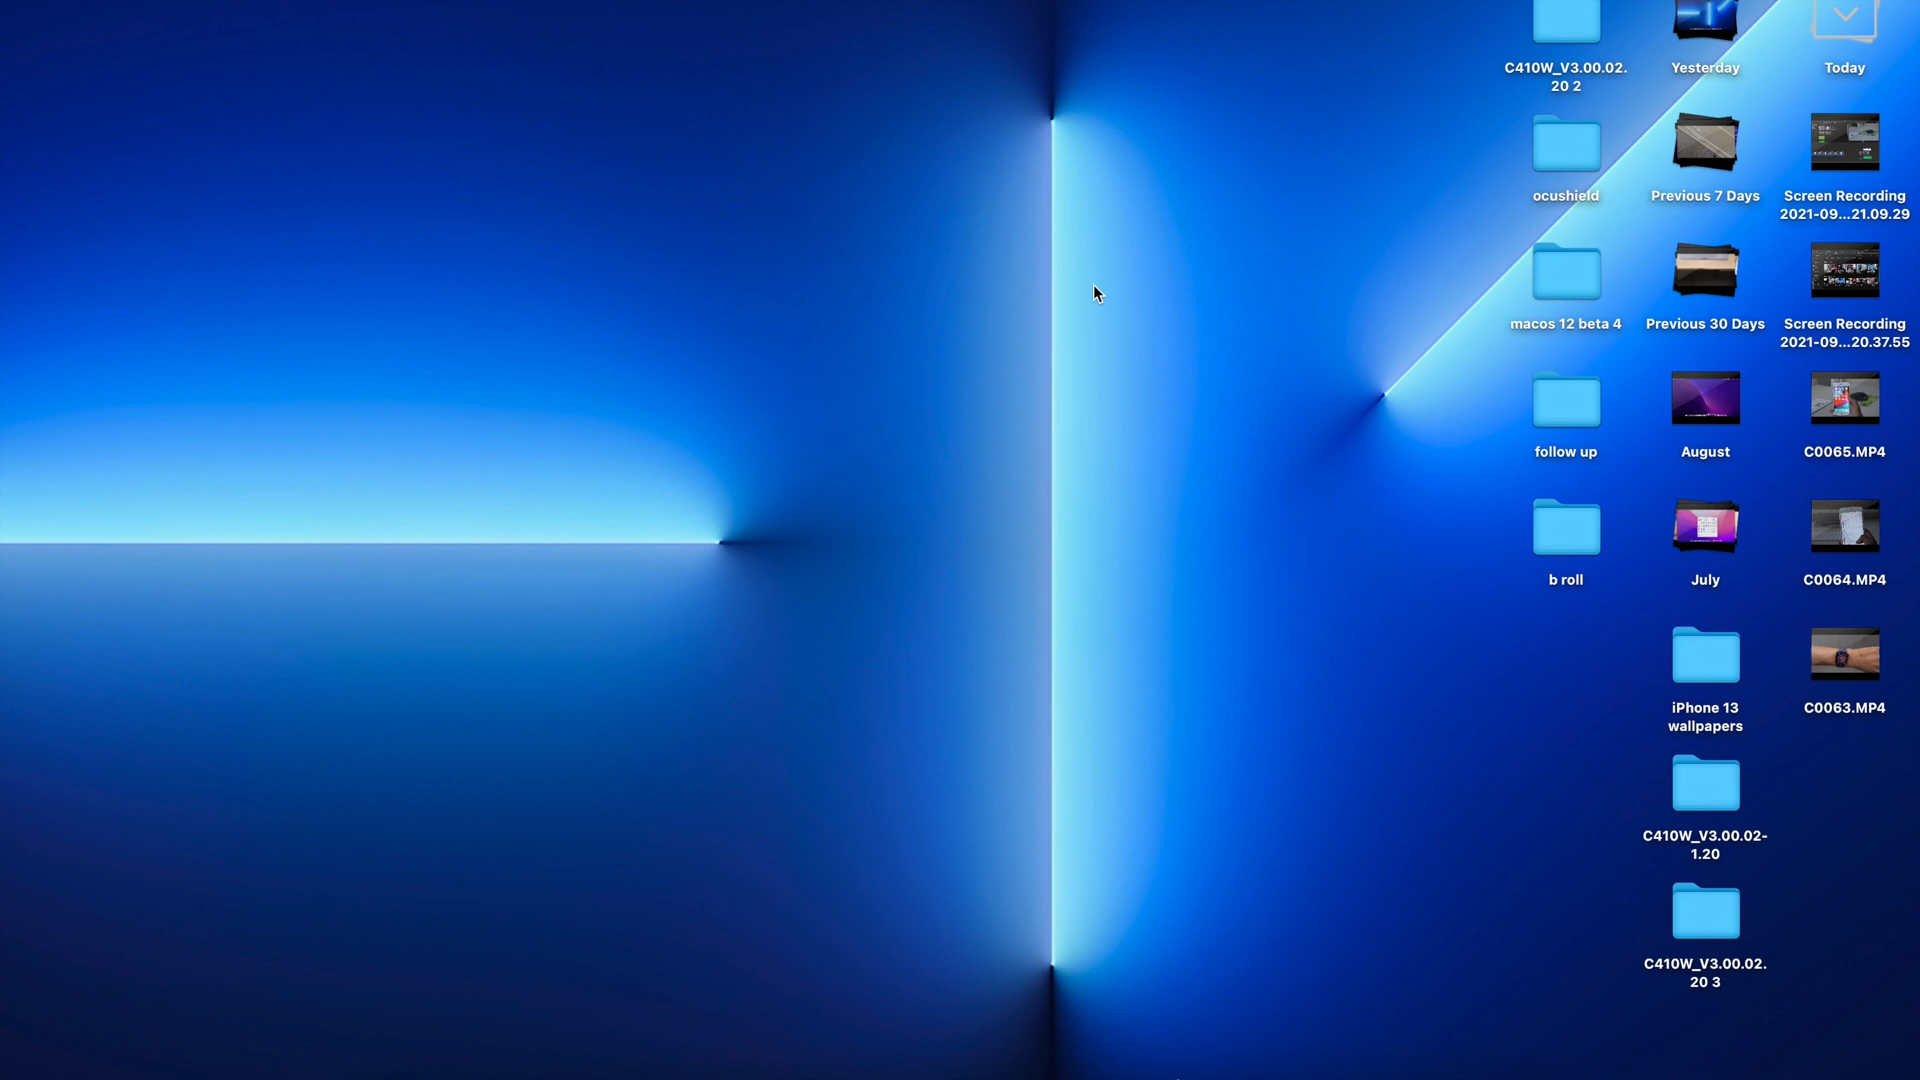 C410W_V3.00.02.
20 2
Yesterday
Today
ocushield
Previous 7 Days
Screen Recording
2021-09...21.09.29
macos 12 beta 4
Previous 30 Days
Screen Recording
2021-09...20.37.55
follow up
August
C0065.MP4
b roll
July
C0064.MP4
iPhone 13
wallpapers
C0063.MP4
C410W_V3.00.02-
1.20
C410W_V3.00.02.
20 3